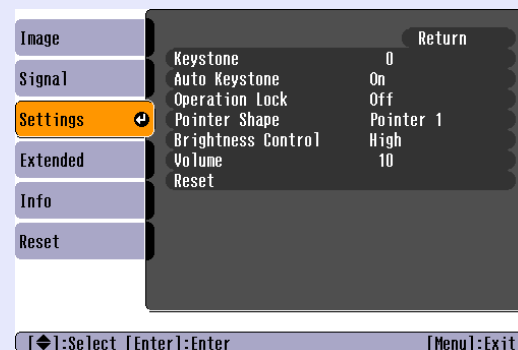 Image
Signal
Settings
Extended
Info
Reset
Return
Keystone 0
Auto Keystone On
Operation Lock Off
Pointer Shape Pointer 1
Brightness Control High
Volume 10
Reset
[◆]:Select [Enter]:Enter [Menu]:Exit